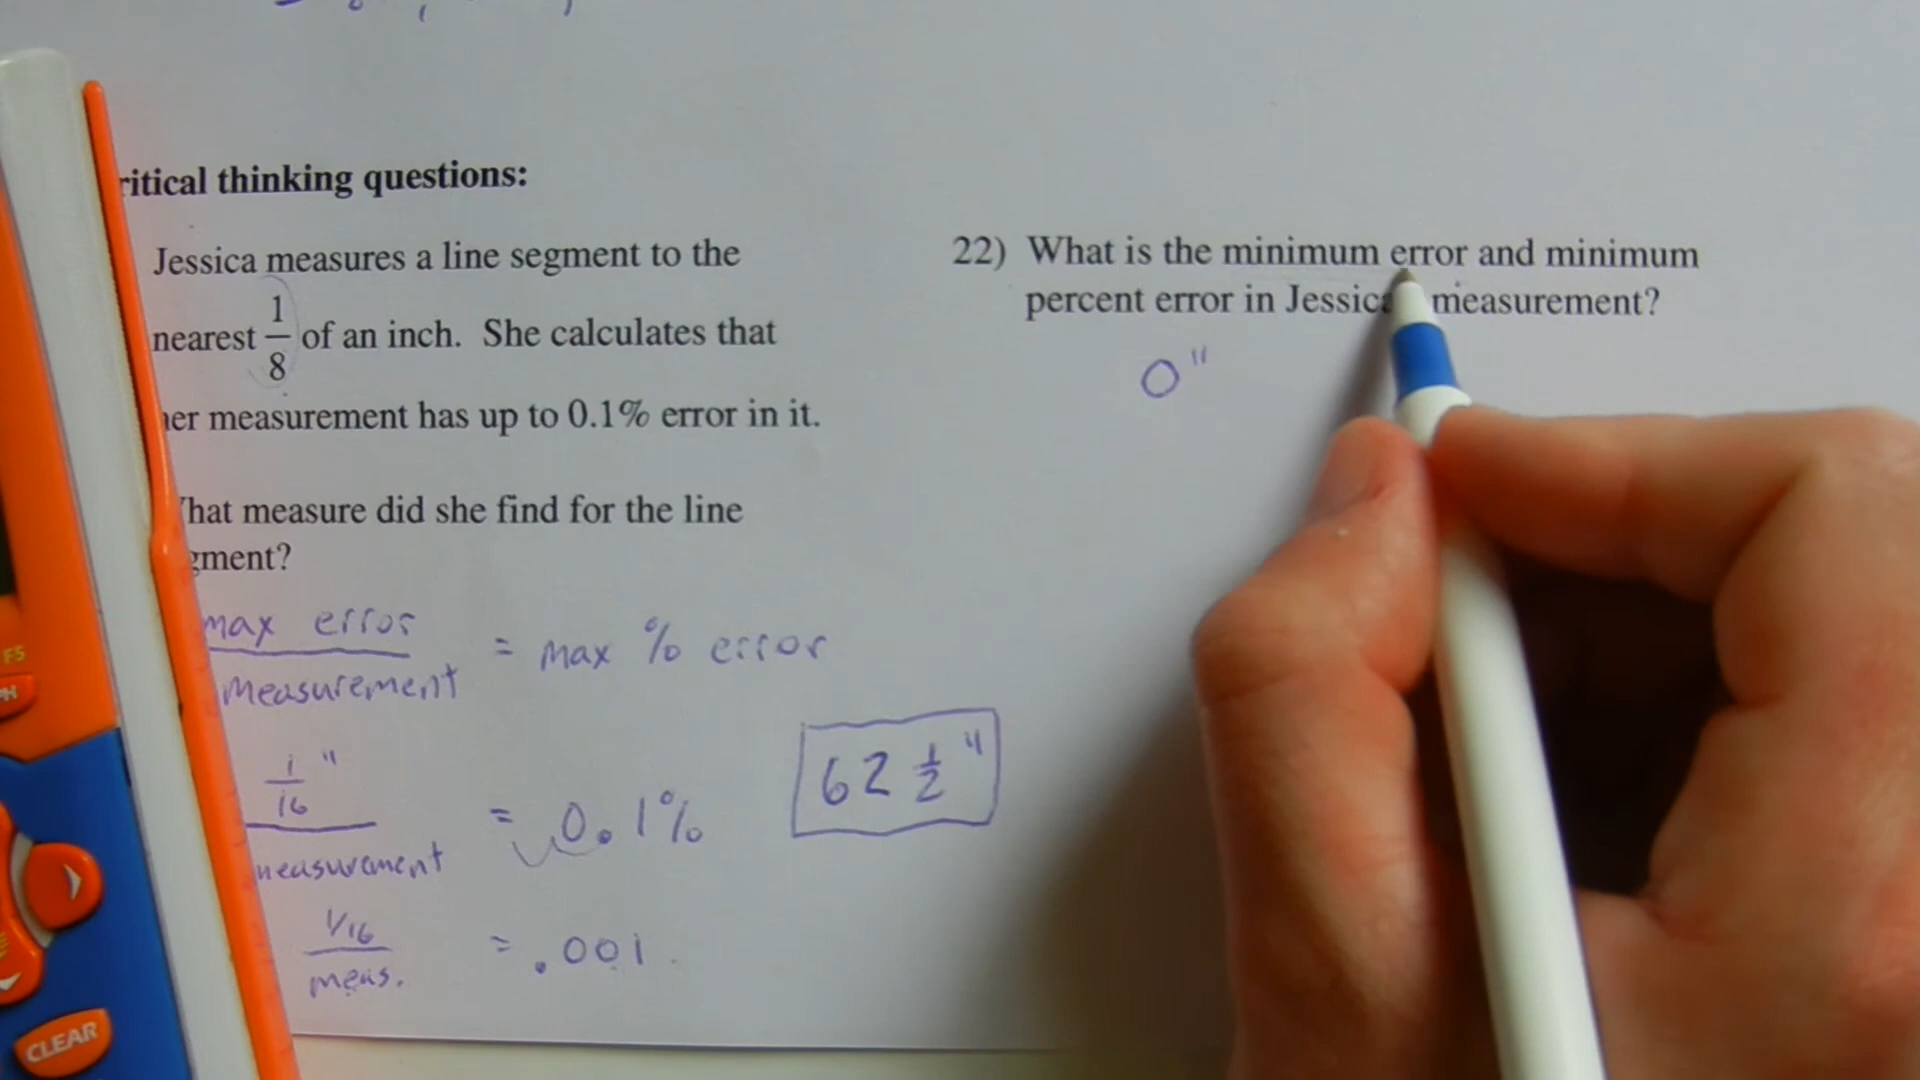 ritical thinking questions:
Jessica measures a line segment to the
nearest 1/8 of an inch. She calculates that
her measurement has up to 0.1% error in it.
hat measure did she find for the line
gment?
max error / measurement = max % error
1/16 " / measurement = 0.1%
62 1/2 "
1/16 / meas. = .001
22) What is the minimum error and minimum
percent error in Jessica measurement?
0"
F5
CLEAR